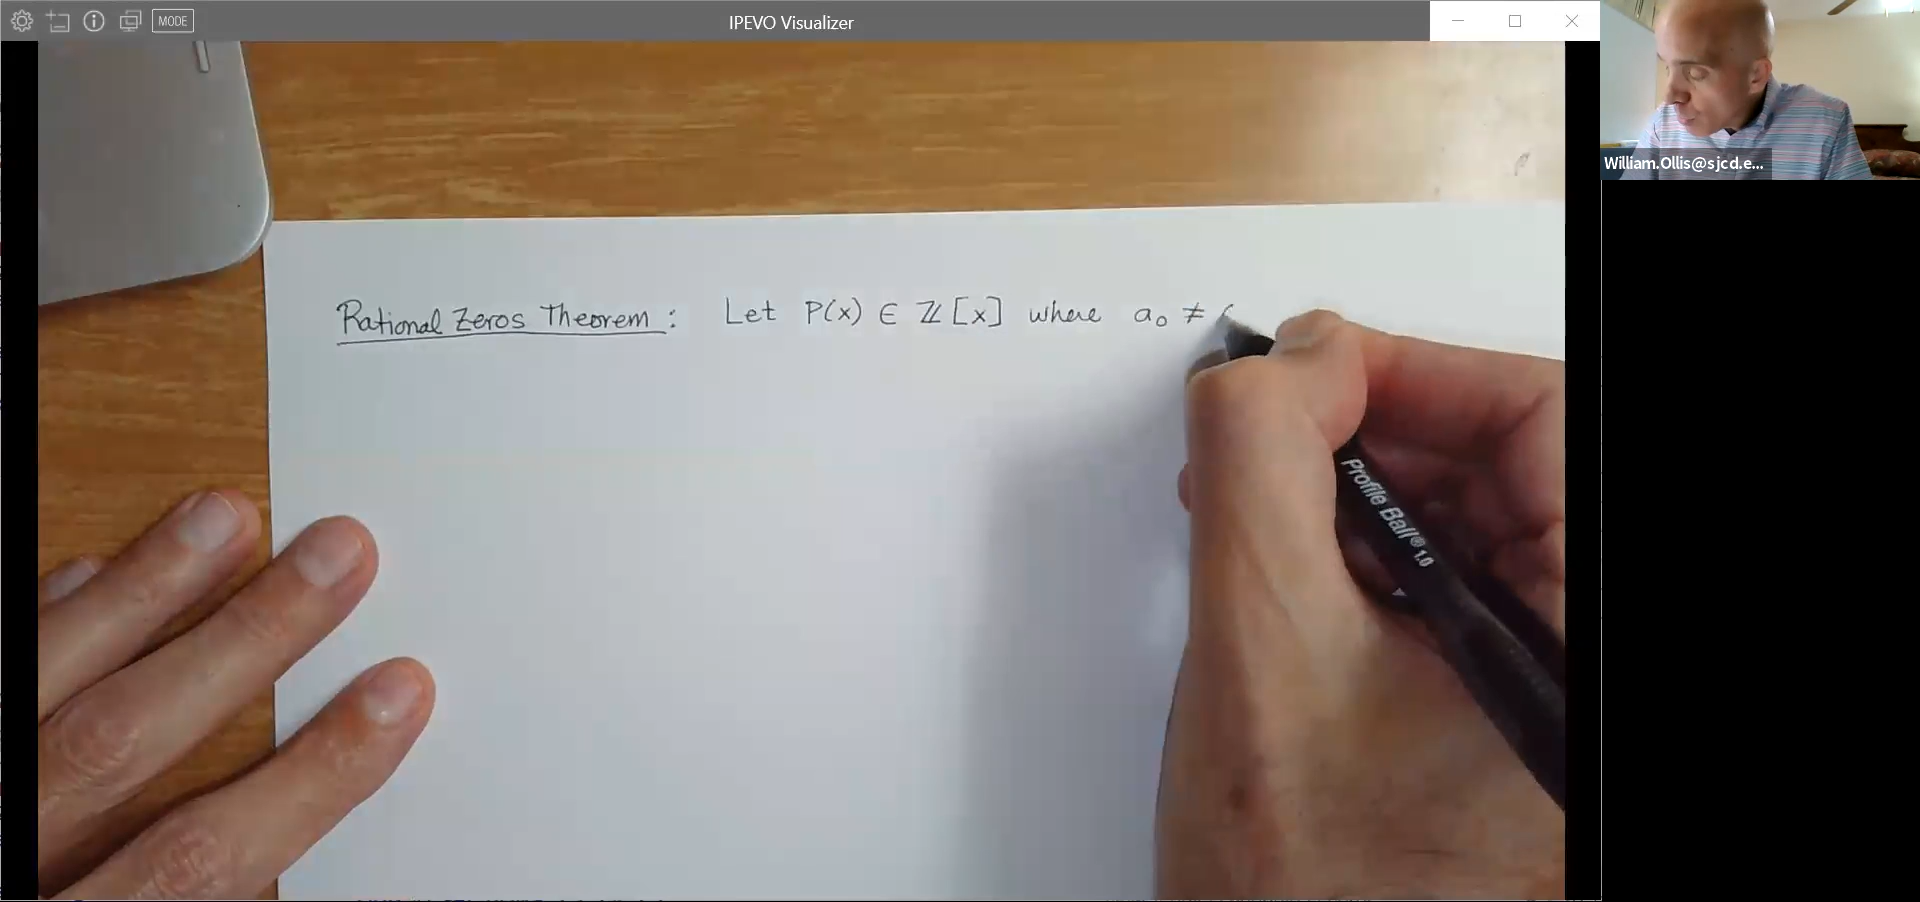 MODE
IPEVO Visualizer
William.Ollis@sjcd.e...
Rational Zeros Theorem: Let P(x) ∈ ℤ[x] where a₀ ≠
Profile Ball® 1.0